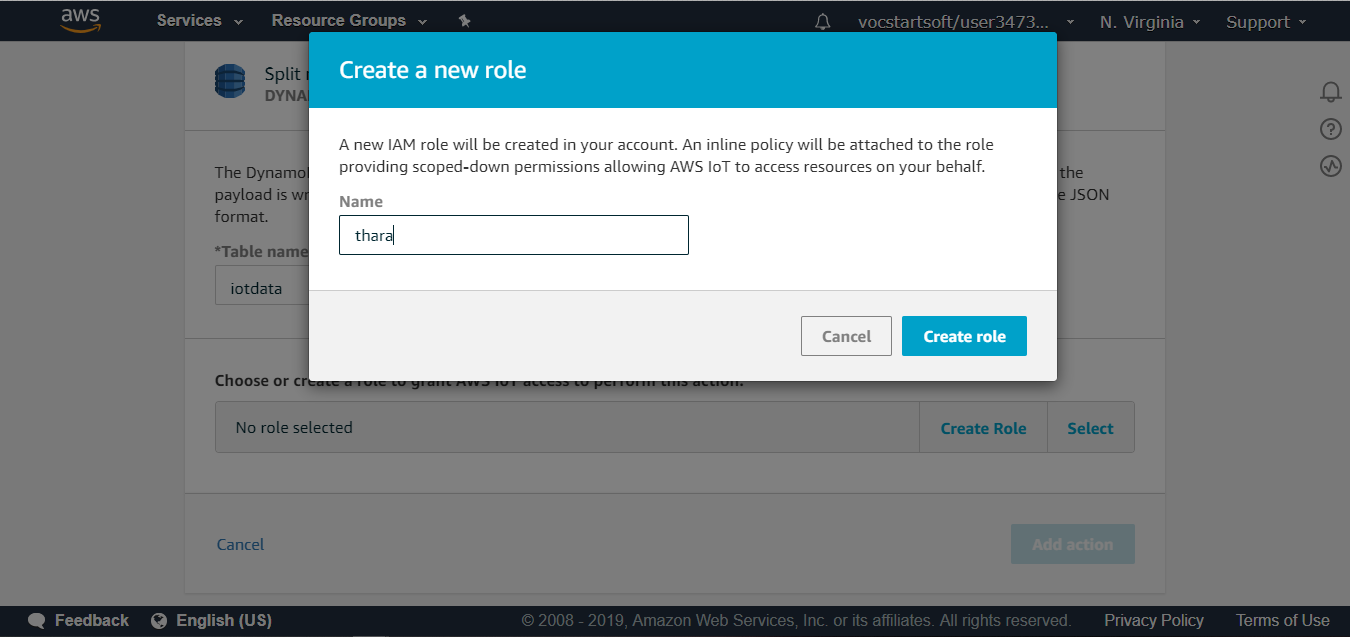 aws Services Resource Groups vocstartsoft/user3473... N. Virginia Support
Create a new role
Split
DYNA
A new IAM role will be created in your account. An inline policy will be attached to the role
providing scoped-down permissions allowing AWS IoT to access resources on your behalf.
The Dynamo the
payload is wr e JSON
format.
Name
thara
*Table name
iotdata
Cancel Create role
Choose or create a role to grant AWS IoT access to perform this action.
No role selected Create Role Select
Cancel Add action
Feedback English (US) © 2008 - 2019, Amazon Web Services, Inc. or its affiliates. All rights reserved. Privacy Policy Terms of Use